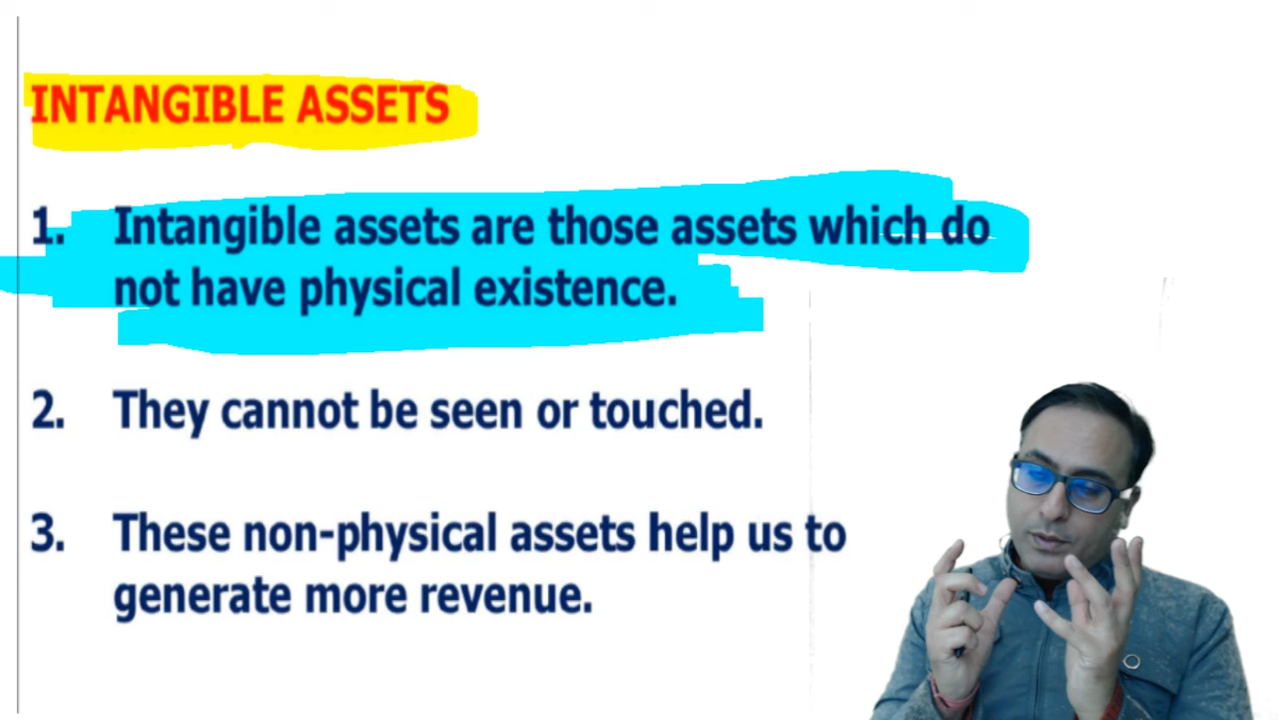 INTANGIBLE ASSETS
1. Intangible assets are those assets which do
not have physical existence.
2. They cannot be seen or touched.
3. These non-physical assets help us to
generate more revenue.